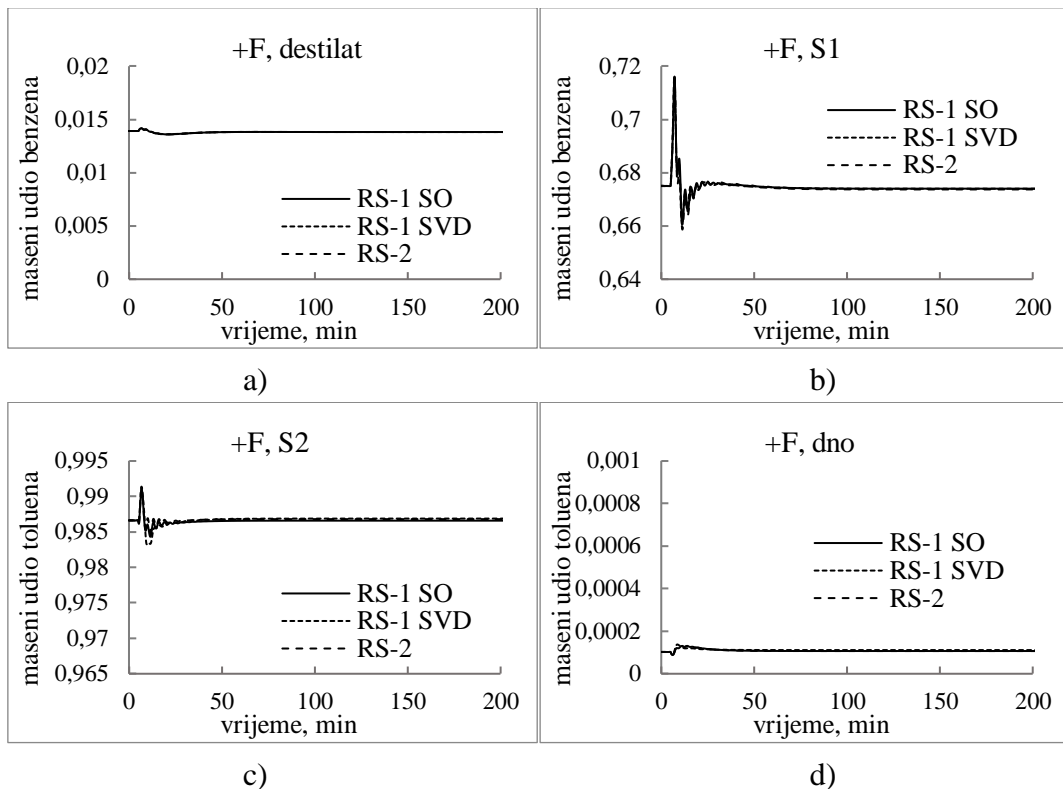 +F, destilat
maseni udio benzena
0,02
0,015
0,01
0,005
0
RS-1 SO
RS-1 SVD
RS-2
0
50
100
150
200
vrijeme, min
a)
+F, S1
maseni udio benzena
0,72
0,7
0,68
0,66
0,64
RS-1 SO
RS-1 SVD
RS-2
0
50
100
150
200
vrijeme, min
b)
+F, S2
maseni udio toluena
0,995
0,99
0,985
0,98
0,975
0,97
0,965
RS-1 SO
RS-1 SVD
RS-2
0
50
100
150
200
vrijeme, min
c)
+F, dno
maseni udio toluena
0,001
0,0008
0,0006
0,0004
0,0002
0
RS-1 SO
RS-1 SVD
RS-2
0
50
100
150
200
vrijeme, min
d)